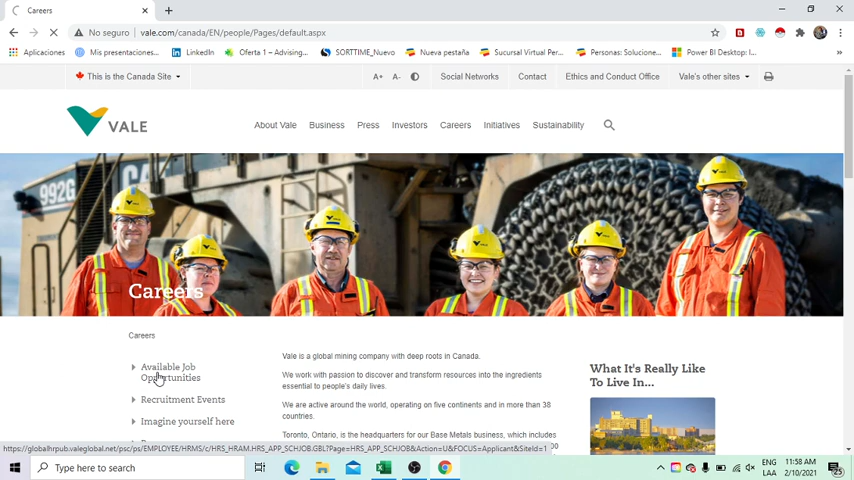 Careers
No seguro vale.com/canada/EN/people/Pages/default.aspx
Aplicaciones Mis presentaciones... LinkedIn Oferta 1 – Advising... SORTTIME_Nuevo Nueva pestaña Sucursal Virtual Per... Personas: Solucione... Power BI Desktop: I... »
This is the Canada Site A+ A- Social Networks Contact Ethics and Conduct Office Vale's other sites
VALE About Vale Business Press Investors Careers Initiatives Sustainability
992G
Careers
Careers
Available Job
Opportunities
Recruitment Events
Imagine yourself here
Vale is a global mining company with deep roots in Canada.
We work with passion to discover and transform resources into the ingredients
essential to people's daily lives.
We are active around the world, operating on five continents and in more than 38
countries.
Toronto, Ontario, is the headquarters for our Base Metals business, which includes
What It's Really Like
To Live In...
https://globalhrpub.valeglobal.net/psc/ps/EMPLOYEE/HRMS/c/HRS_HRAM.HRS_APP_SCHJOB.GBL?Page=HRS_APP_SCHJOB&Action=U&FOCUS=Applicant&SiteId=1
Type here to search
ENG
LAA
11:58 AM
2/10/2021
25